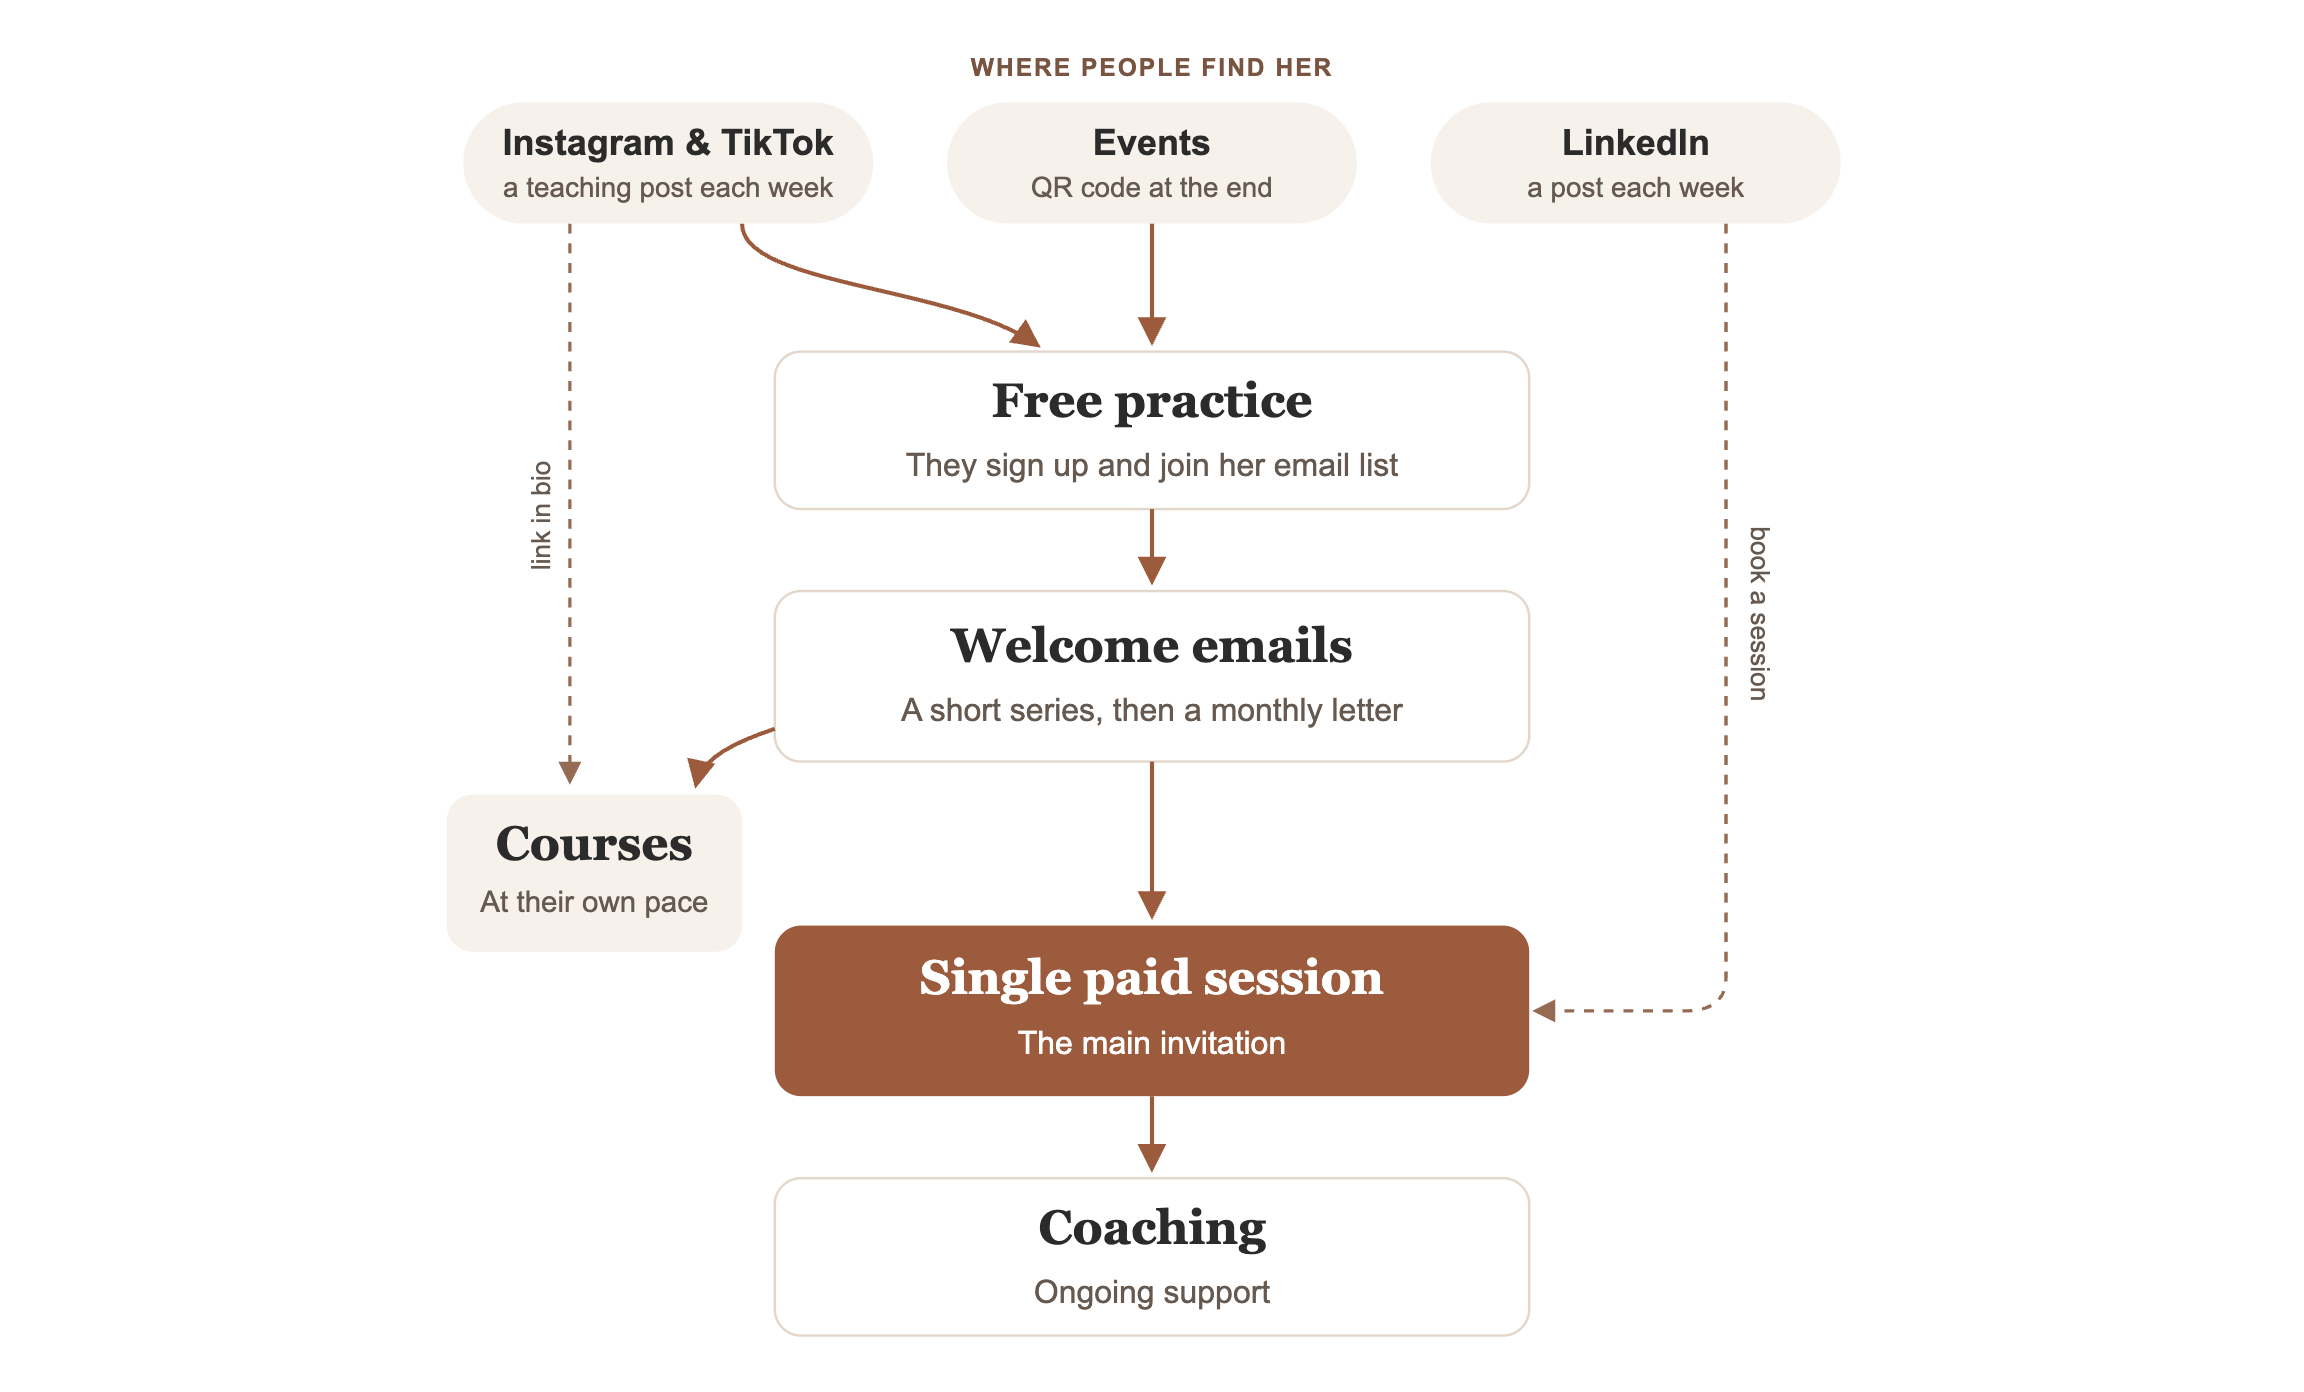 WHERE PEOPLE FIND HER
Instagram & TikTok
a teaching post each week
Events
QR code at the end
LinkedIn
a post each week
Free practice
They sign up and join her email list
link in bio
book a session
Welcome emails
A short series, then a monthly letter
Courses
At their own pace
Single paid session
The main invitation
Coaching
Ongoing support